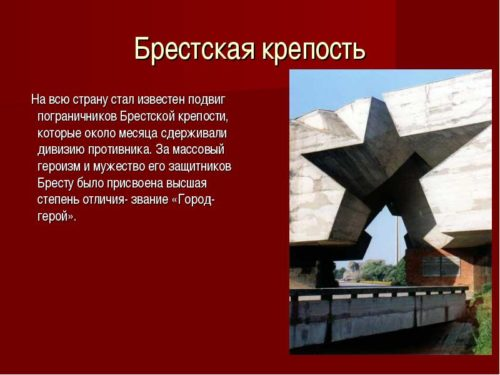 Брестская крепость
На всю страну стал известен подвиг
пограничников Брестской крепости,
которые около месяца сдерживали
дивизию противника. За массовый
героизм и мужество его защитников
Бресту было присвоена высшая
степень отличия- звание «Город-
герой».